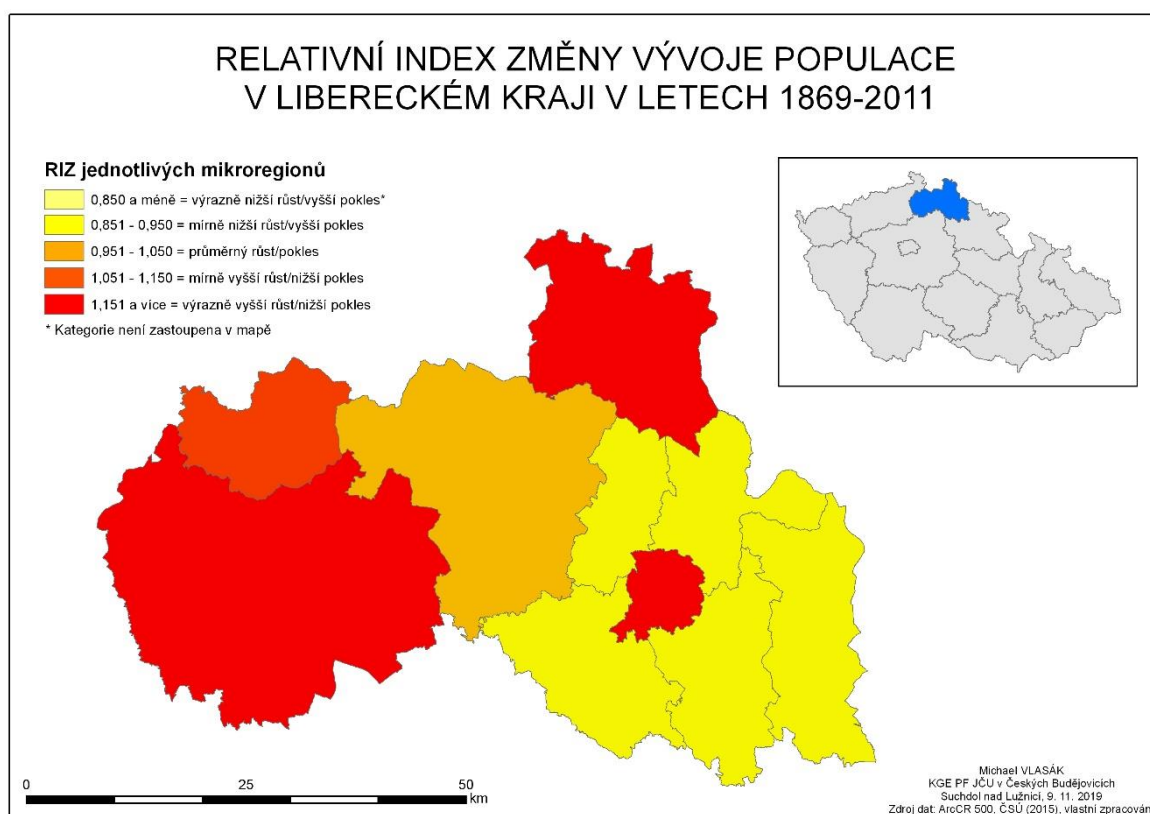 RELATIVNÍ INDEX ZMĚNY VÝVOJE POPULACE
V LIBERECKÉM KRAJI V LETECH 1869-2011
RIZ jednotlivých mikroregionů
0,850 a méně = výrazně nižší růst/vyšší pokles*
0,851 - 0,950 = mírně nižší růst/vyšší pokles
0,951 - 1,050 = průměrný růst/pokles
1,051 - 1,150 = mírně vyšší růst/nižší pokles
1,151 a více = výrazně vyšší růst/nižší pokles
* Kategorie není zastoupena v mapě
0 25 50
km
Michael VLASÁK
KGE PF JČU v Českých Budějovicích
Suchdol nad Lužnicí, 9. 11. 2019
Zdroj dat: ArcCR 500, ČSÚ (2015), vlastní zpracování